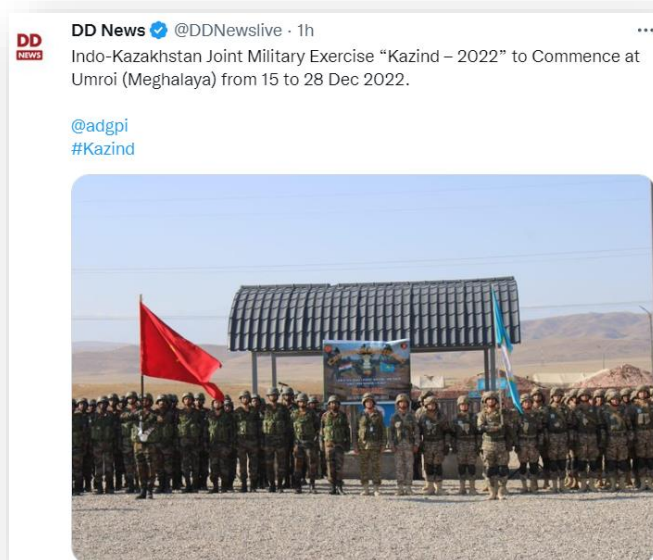 DD
NEWS
DD News @DDNewslive · 1h
Indo-Kazakhstan Joint Military Exercise “Kazind – 2022” to Commence at
Umroi (Meghalaya) from 15 to 28 Dec 2022.
@adgpi
#Kazind